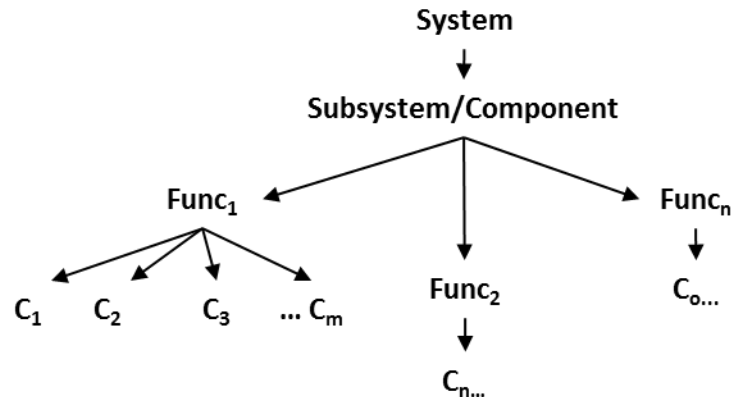 System
Subsystem/Component
Func₁
Funcₙ
C₁ C₂ C₃ ... Cₘ
Func₂
Cₒ...
Cₙ...